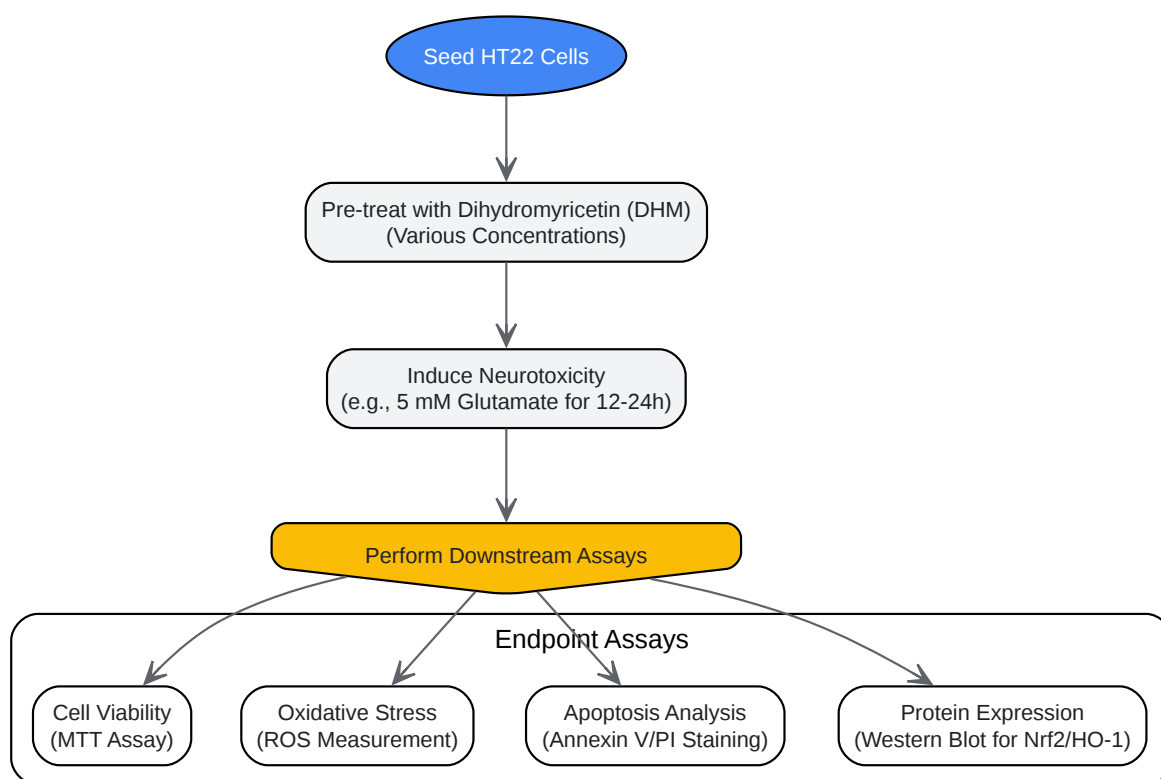 Seed HT22 Cells
Pre-treat with Dihydromyricetin (DHM)
(Various Concentrations)
Induce Neurotoxicity
(e.g., 5 mM Glutamate for 12-24h)
Perform Downstream Assays
Endpoint Assays
Cell Viability
(MTT Assay)
Oxidative Stress
(ROS Measurement)
Apoptosis Analysis
(Annexin V/PI Staining)
Protein Expression
(Western Blot for Nrf2/HO-1)